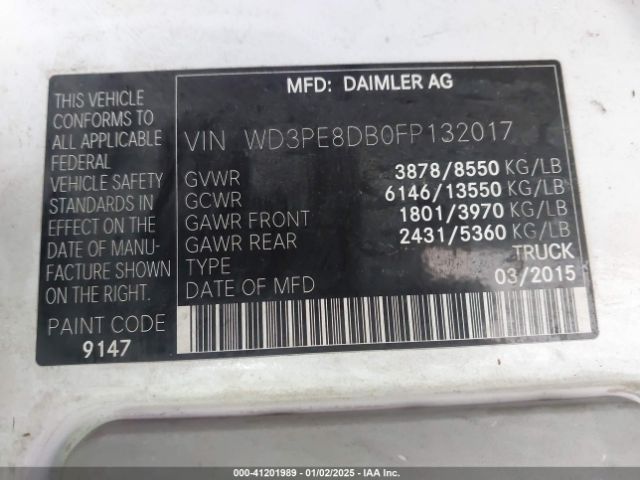 MFD: DAIMLER AG
THIS VEHICLE
CONFORMS TO
ALL APPLICABLE
FEDERAL
VEHICLE SAFETY
STANDARDS IN
EFFECT ON THE
DATE OF MANU-
FACTURE SHOWN
ON THE RIGHT.
PAINT CODE
9147
VIN WD3PE8DB0FP132017
GVWR 3878/8550 KG/LB
GCWR 6146/13550 KG/LB
GAWR FRONT 1801/3970 KG/LB
GAWR REAR 2431/5360 KG/LB
TYPE TRUCK
DATE OF MFD 03/2015
000-41201989 - 01/02/2025 - IAA Inc.